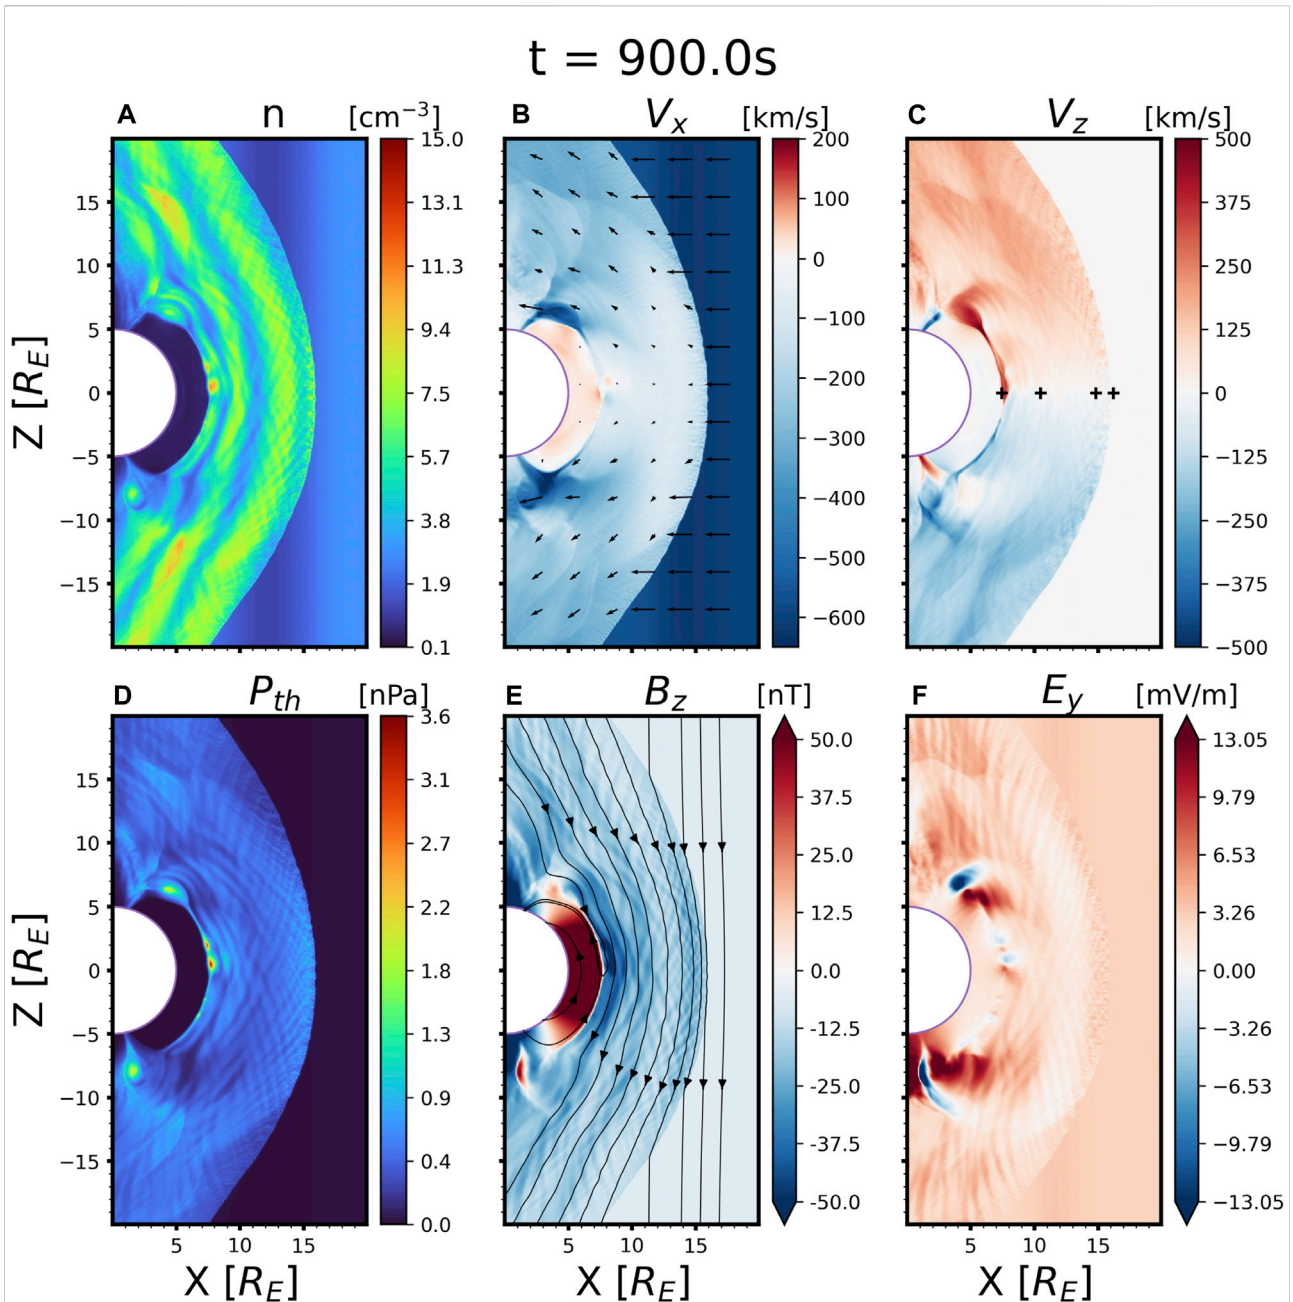 t = 900.0s
A n [cm⁻³] B Vₓ [km/s] C V_z [km/s]
15.0 200 500
15 13.1 100 375
10 11.3 0 250
5 9.4 −100 125
0 7.5 −200 0
−5 5.7 −300 −125
−10 3.8 −400 −250
−15 1.9 −500 −375
0.1 −600 −500
Z [R_E]
D P_th [nPa] E B_z [nT] F E_y [mV/m]
3.6 50.0 13.05
15 3.1 37.5 9.79
10 2.7 25.0 6.53
5 2.2 12.5 3.26
0 1.8 0.0 0.00
−5 1.3 −12.5 −3.26
−10 0.9 −25.0 −6.53
−15 0.4 -37.5 −9.79
0.0 -50.0 −13.05
Z [R_E]
5 10 15 5 10 15 5 10 15
X [R_E] X [R_E] X [R_E]